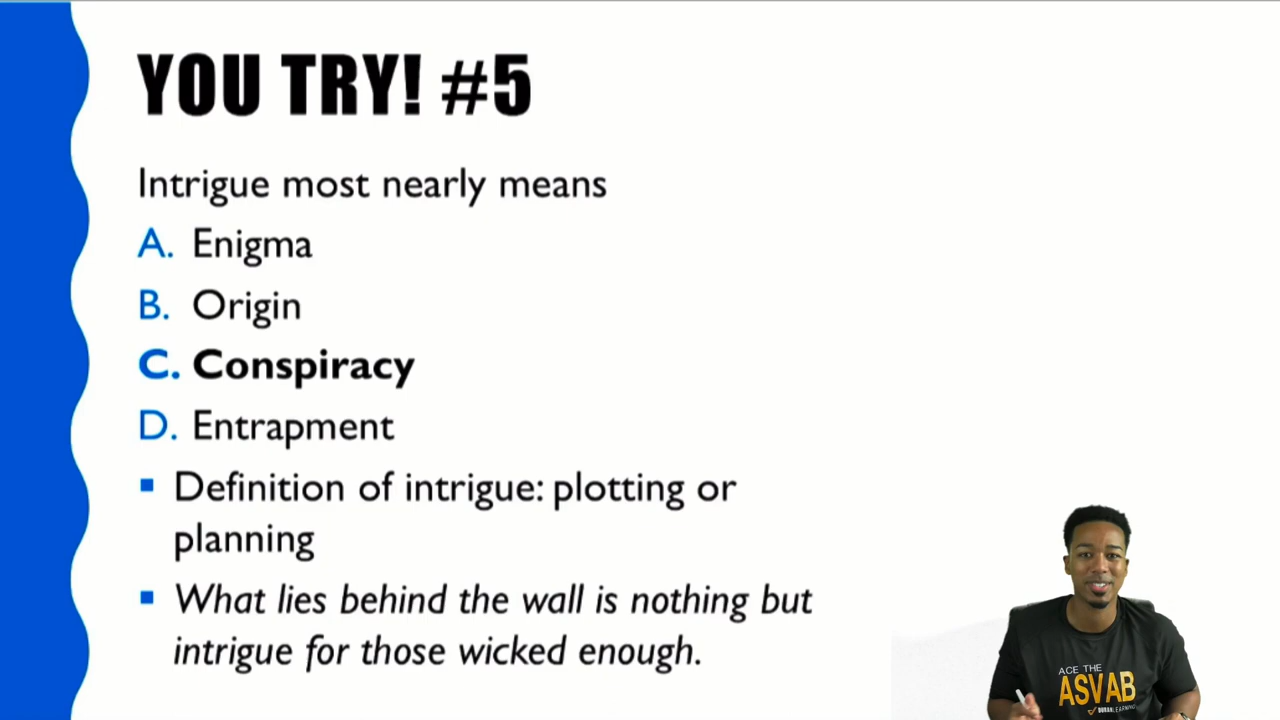 YOU TRY! #5
Intrigue most nearly means
A. Enigma
B. Origin
C. Conspiracy
D. Entrapment
▪ Definition of intrigue: plotting or
planning
▪ What lies behind the wall is nothing but
intrigue for those wicked enough.
ACE THE
ASVAB